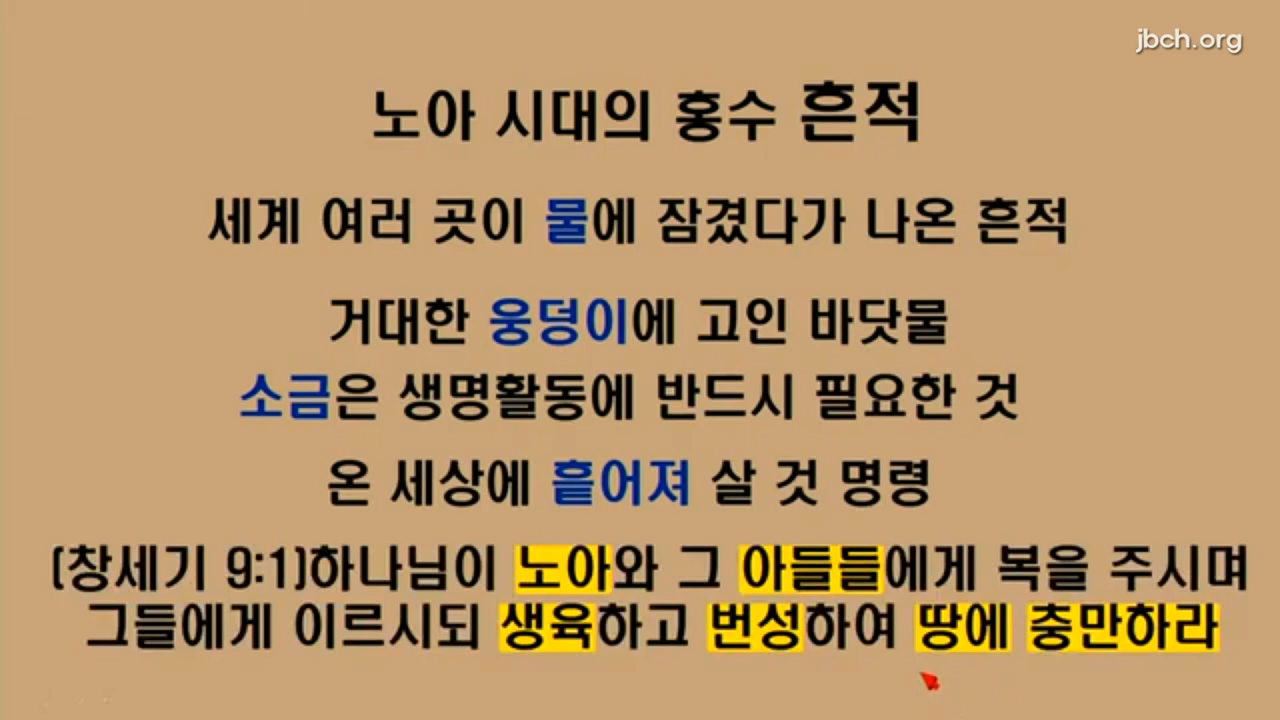 jbch.org
노아 시대의 홍수 흔적
세계 여러 곳이 물에 잠겼다가 나온 흔적
거대한 웅덩이에 고인 바닷물
소금은 생명활동에 반드시 필요한 것
온 세상에 흩어져 살 것 명령
(창세기 9:1)하나님이 노아와 그 아들들에게 복을 주시며
그들에게 이르시되 생육하고 번성하여 땅에 충만하라